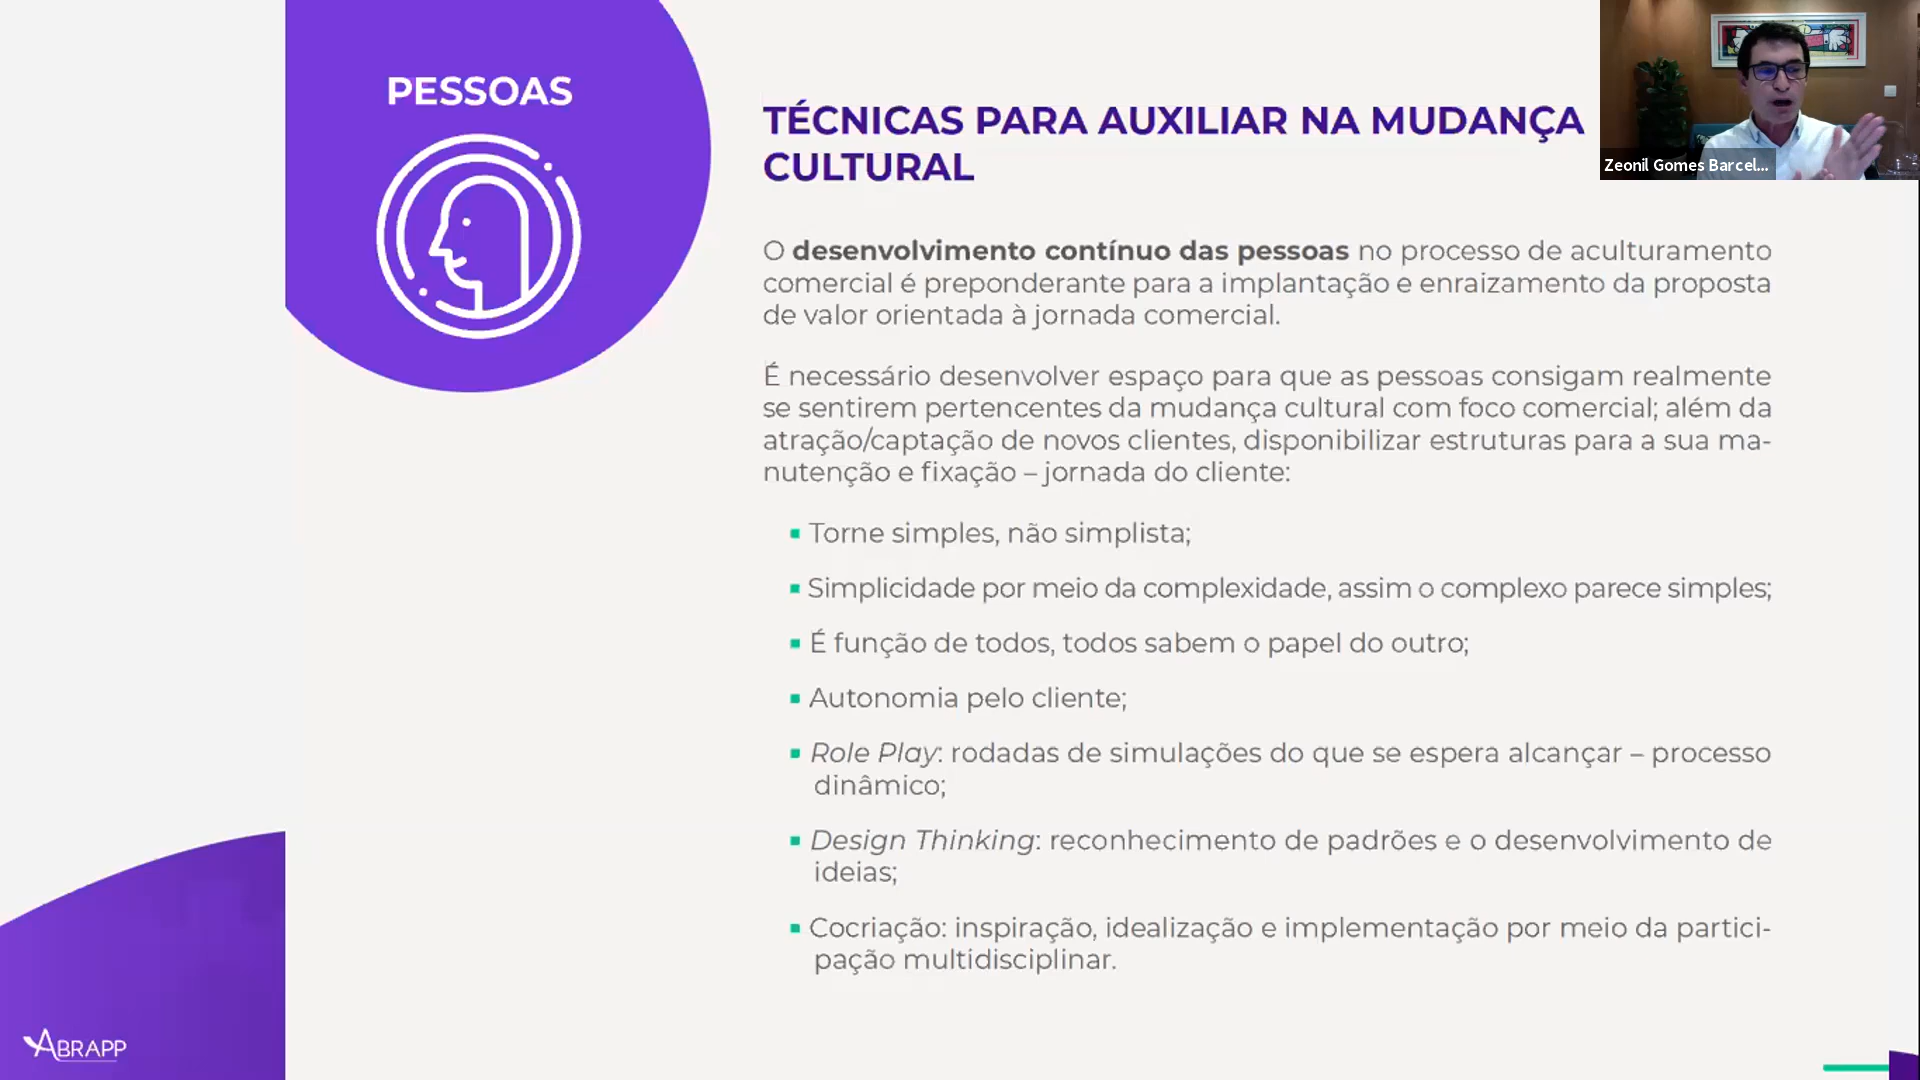 PESSOAS
TÉCNICAS PARA AUXILIAR NA MUDANÇA
CULTURAL
Zeonil Gomes Barcel...
O desenvolvimento contínuo das pessoas no processo de aculturamento
comercial é preponderante para a implantação e enraizamento da proposta
de valor orientada à jornada comercial.
É necessário desenvolver espaço para que as pessoas consigam realmente
se sentirem pertencentes da mudança cultural com foco comercial; além da
atração/captação de novos clientes, disponibilizar estruturas para a sua ma-
nutenção e fixação – jornada do cliente:
▪ Torne simples, não simplista;
▪ Simplicidade por meio da complexidade, assim o complexo parece simples;
▪ É função de todos, todos sabem o papel do outro;
▪ Autonomia pelo cliente;
▪ Role Play: rodadas de simulações do que se espera alcançar – processo
dinâmico;
▪ Design Thinking: reconhecimento de padrões e o desenvolvimento de
ideias;
▪ Cocriação: inspiração, idealização e implementação por meio da partici-
pação multidisciplinar.
ABRAPP